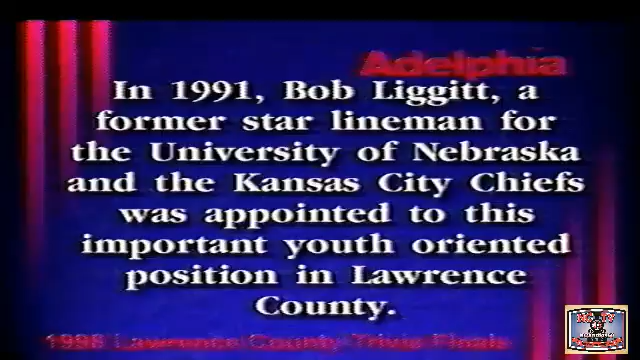 Adelphia
In 1991, Bob Liggitt, a
former star lineman for
the University of Nebraska
and the Kansas City Chiefs
was appointed to this
important youth oriented
position in Lawrence
County.
1998 Lawrence County Trivia Finals